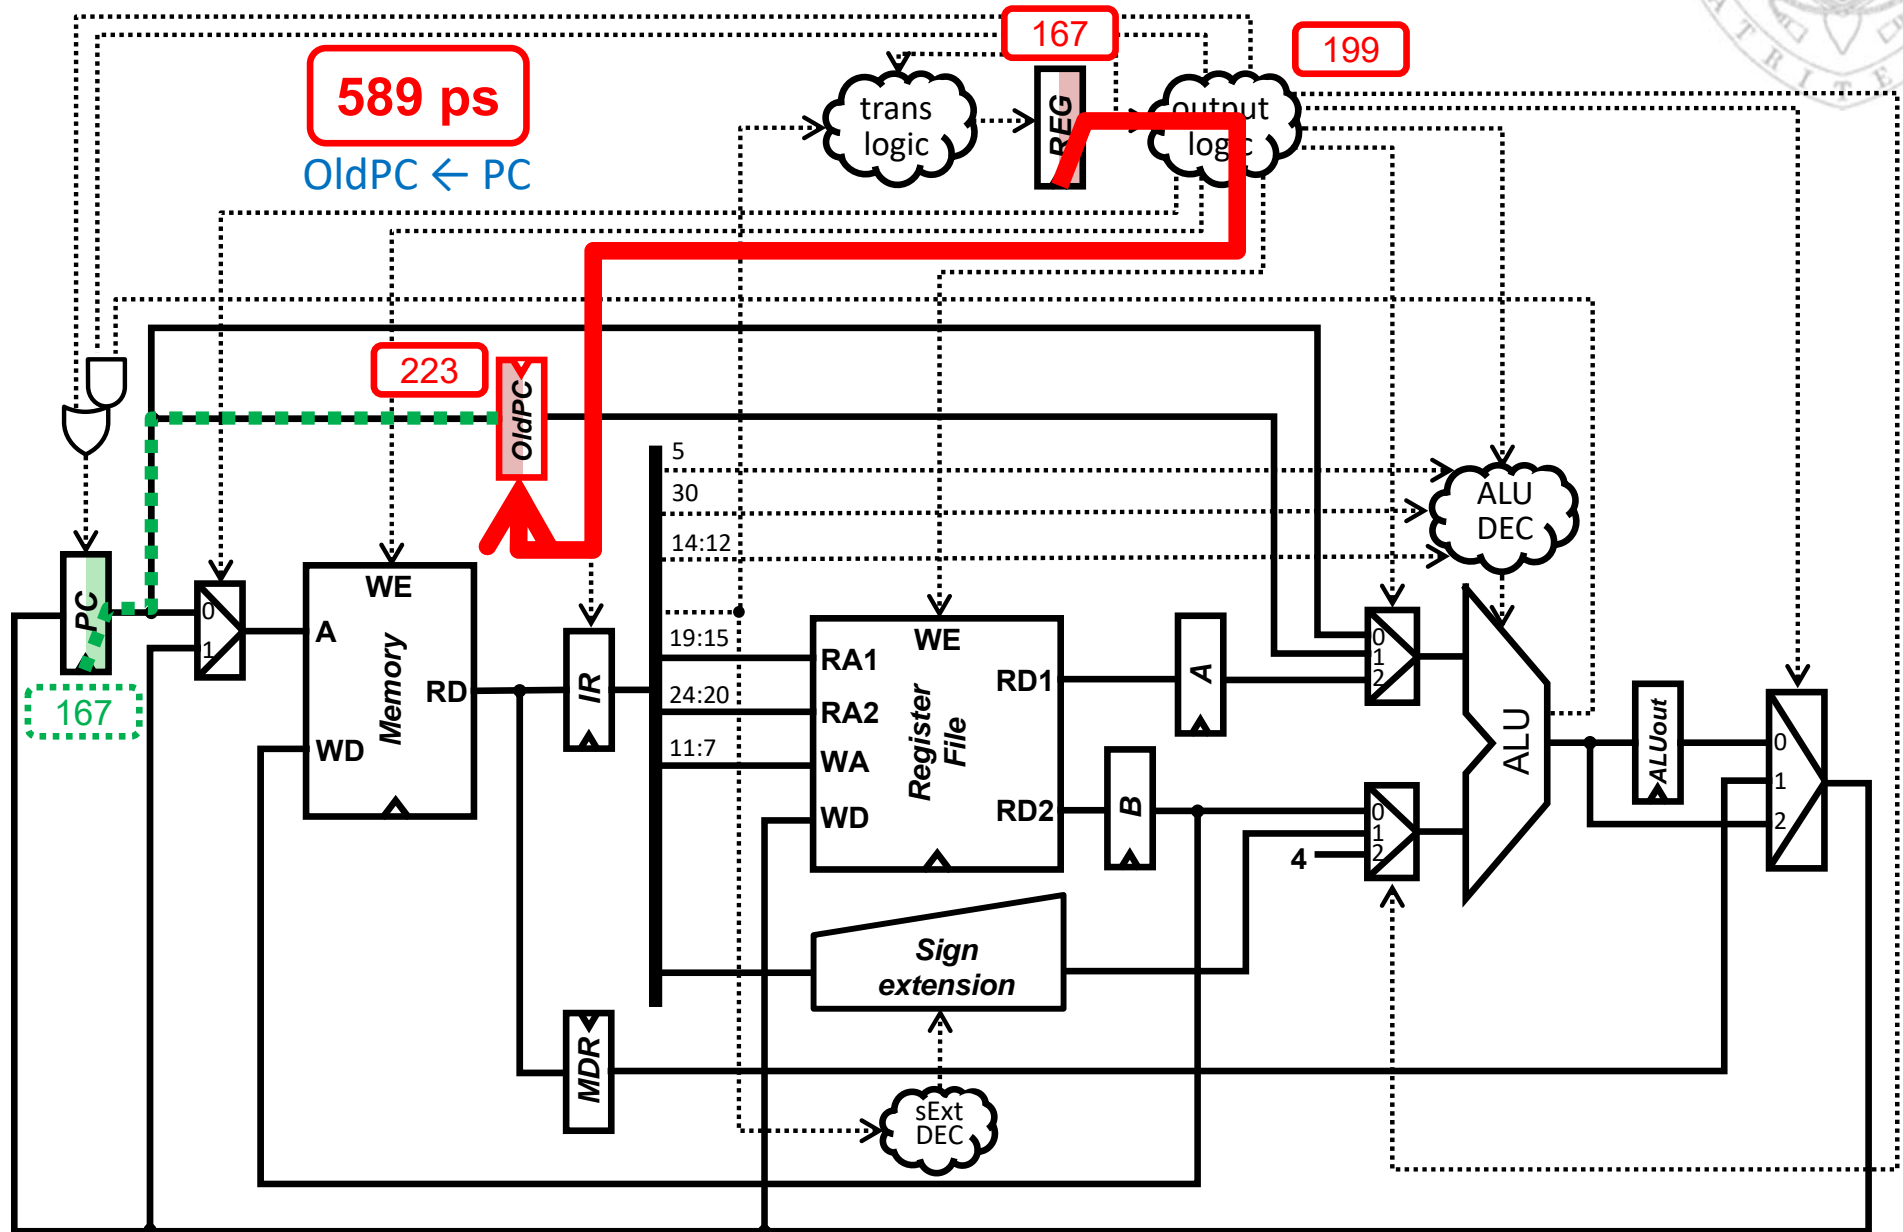 167
199
589 ps
OldPC ← PC
trans
logic
REG
output
logic
223
OldPC
5
30
14:12
19:15
24:20
11:7
ALU
DEC
PC
167
0
1
WE
A
RD
WD
Memory
IR
WE
RA1
RA2
WA
WD
RD1
RD2
Register
File
A
B
0
1
2
0
1
2
4
ALU
ALUout
0
1
2
Sign
extension
MDR
sExt
DEC
ATRITE